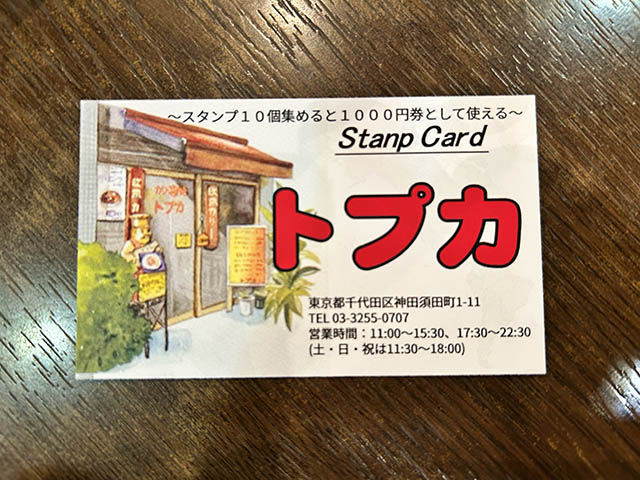 ～スタンプ１０個集めると１０００円券として使える～
Stanp Card
トプカ
東京都千代田区神田須田町1-11
TEL 03-3255-0707
営業時間：11:00～15:30、17:30～22:30
(土・日・祝は11:30～18:00)
トプカ